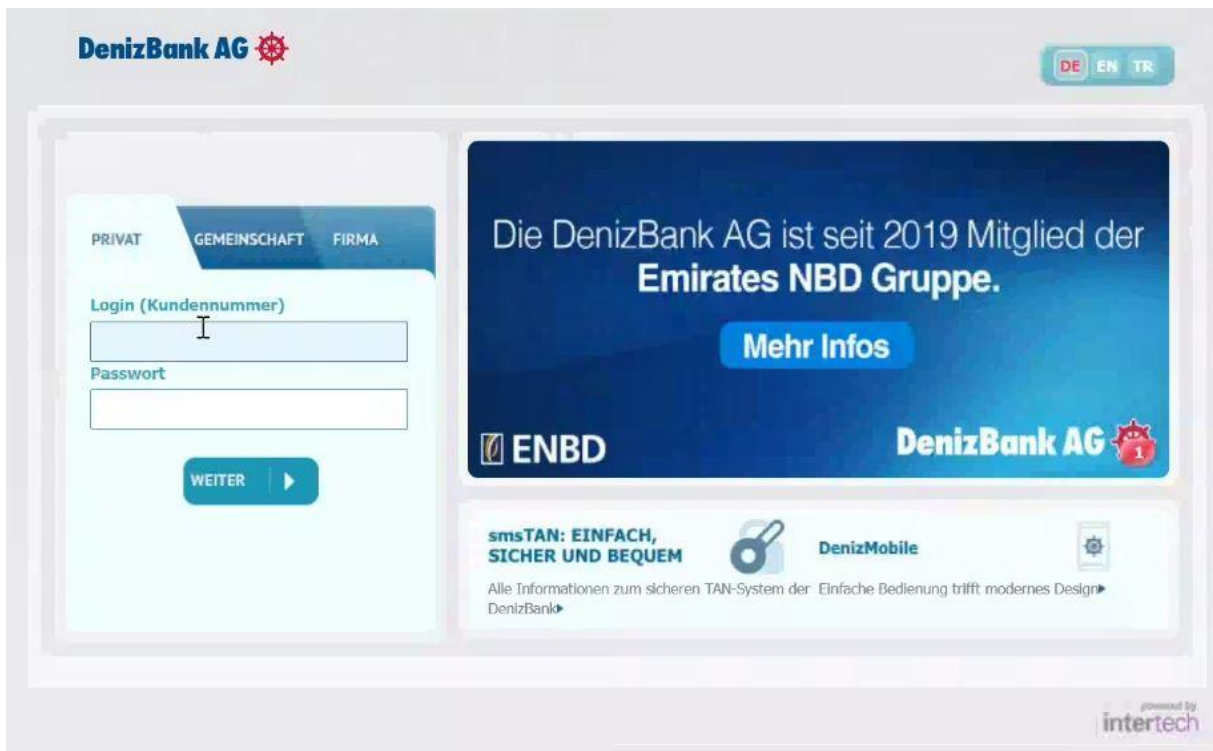 DenizBank AG
DE EN TR
PRIVAT GEMEINSCHAFT FIRMA
Login (Kundennummer)
Passwort
WEITER
Die DenizBank AG ist seit 2019 Mitglied der
Emirates NBD Gruppe.
Mehr Infos
ENBD
DenizBank AG
1
smsTAN: EINFACH,
SICHER UND BEQUEM
Alle Informationen zum sicheren TAN-System der
DenizBank
DenizMobile
Einfache Bedienung trifft modernes Design
powered by
intertech